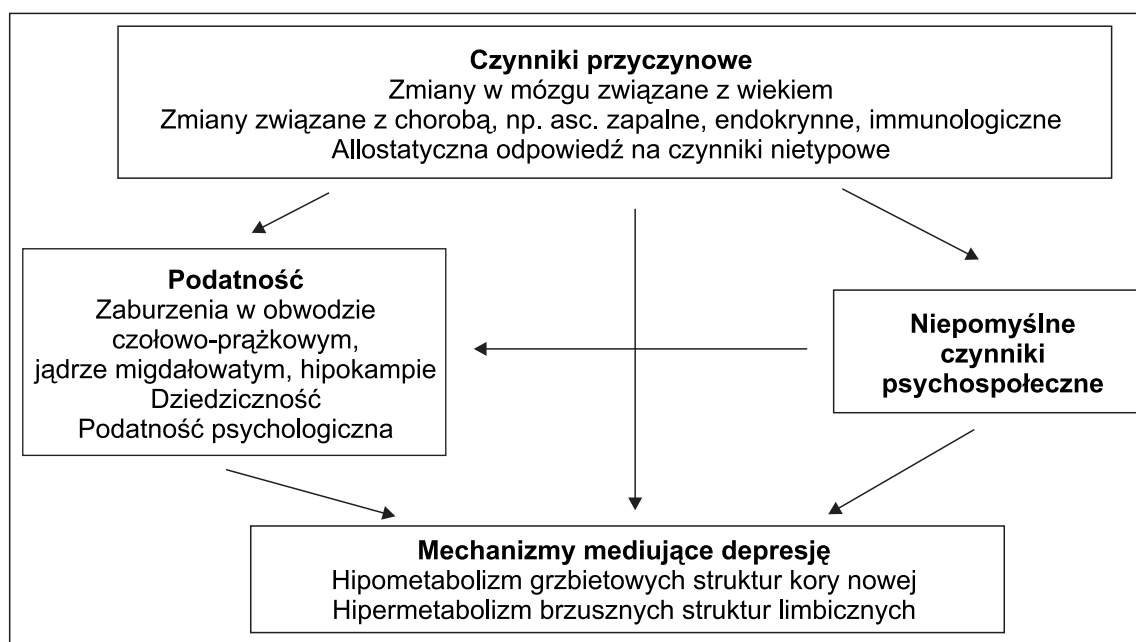 Czynniki przyczynowe
Zmiany w mózgu związane z wiekiem
Zmiany związane z chorobą, np. asc. zapalne, endokrynne, immunologiczne
Allostatyczna odpowiedź na czynniki nietypowe
Podatność
Zaburzenia w obwodzie
czołowo-prążkowym,
jądrze migdałowatym, hipokampie
Dziedziczność
Podatność psychologiczna
Niepomyślne
czynniki
psychospołeczne
Mechanizmy mediujące depresję
Hipometabolizm grzbietowych struktur kory nowej
Hipermetabolizm brzusznych struktur limbicznych